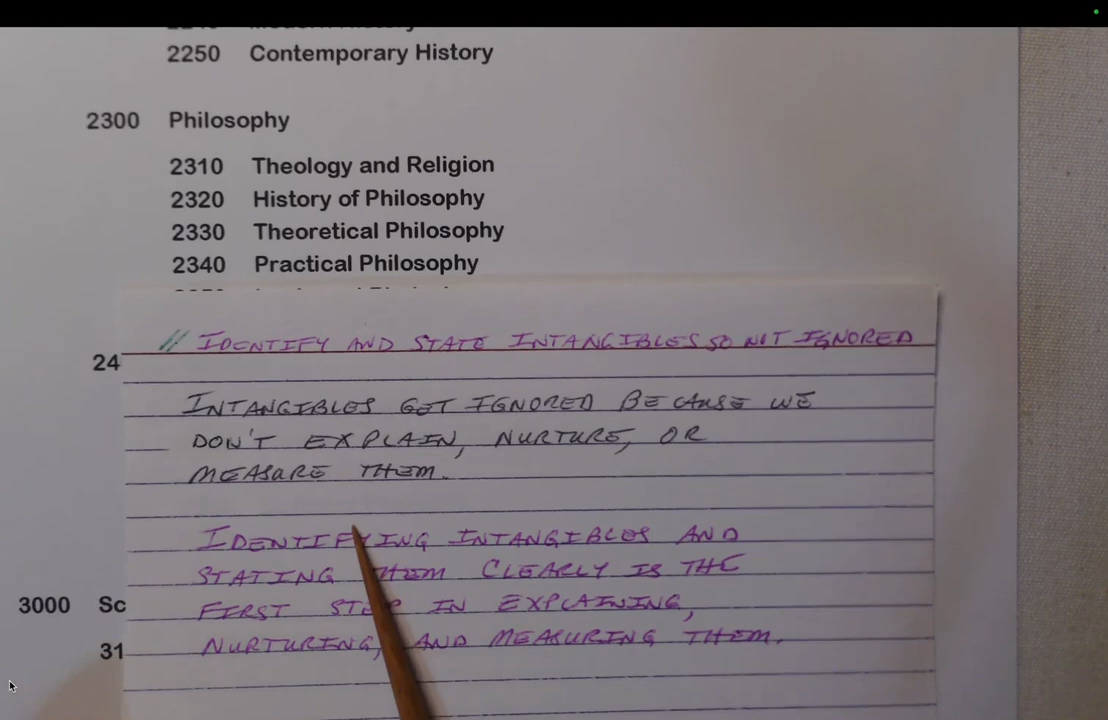 2250 Contemporary History
2300 Philosophy
2310 Theology and Religion
2320 History of Philosophy
2330 Theoretical Philosophy
2340 Practical Philosophy
// IDENTIFY AND STATE INTANGIBLES SO NOT IGNORED
24
INTANGIBLES GET IGNORED BECAUSE WE
DON'T EXPLAIN, NURTURE, OR
MEASURE THEM.
IDENTIFYING INTANGIBLES AND
STATING THEM CLEARLY IS THE
3000 Sc
FIRST STEP IN EXPLAINING,
31
NURTURING, AND MEASURING THEM.